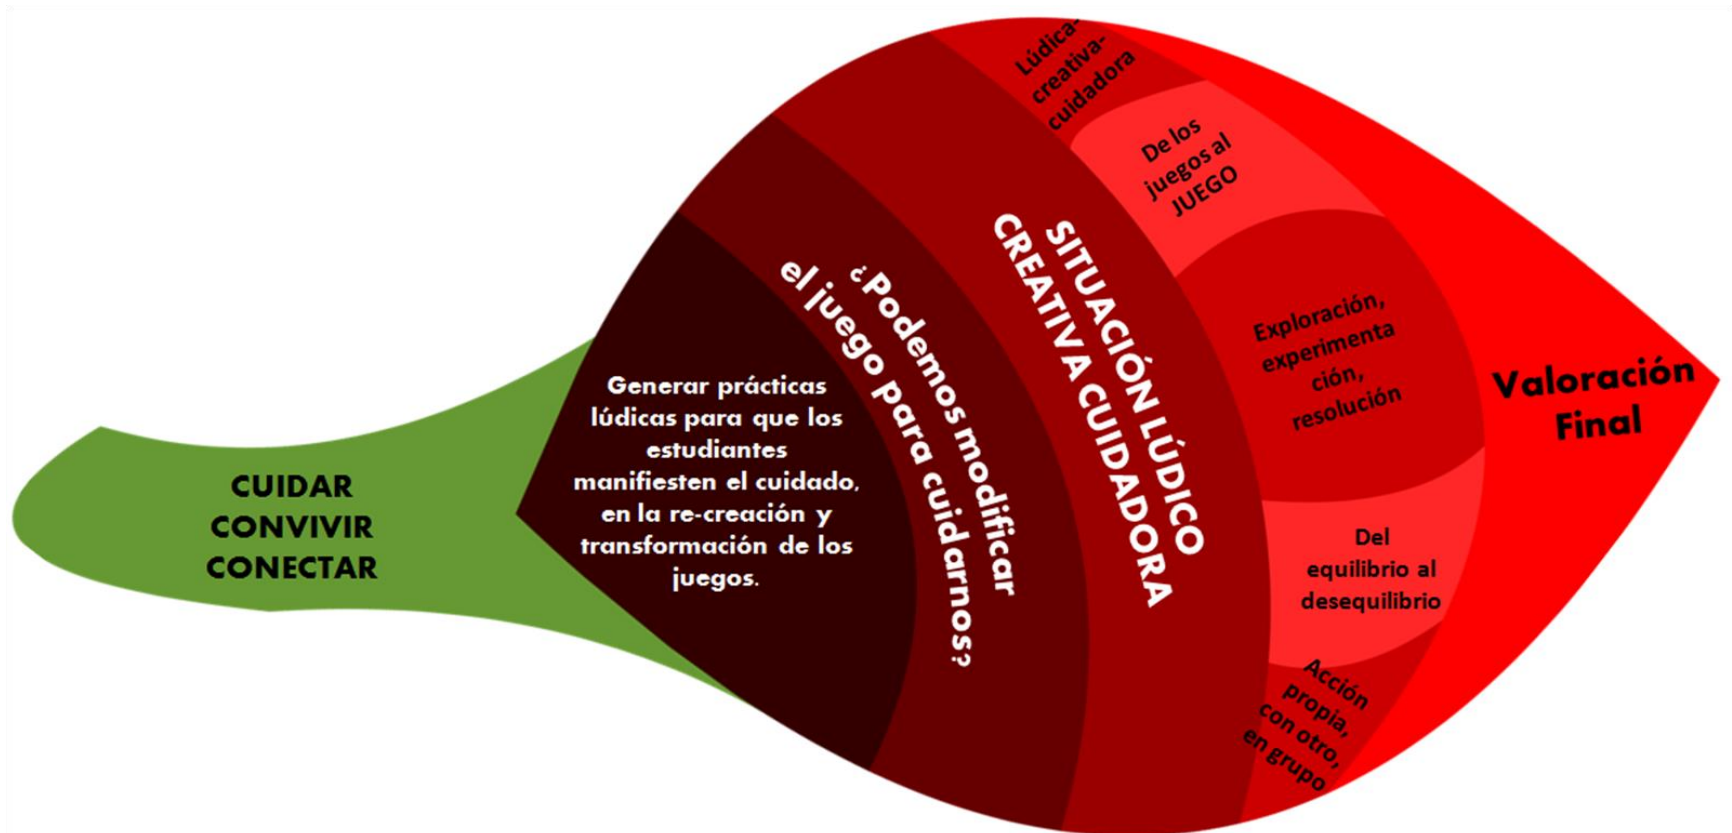 CUIDAR
CONVIVIR
CONECTAR
Generar prácticas
lúdicas para que los
estudiantes
manifiesten el cuidado,
en la re-creación y
transformación de los
juegos.
¿Podemos modificar
el juego para cuidarnos?
SITUACIÓN LÚDICO
CREATIVA CUIDADORA
Lúdica-
creativa-
cuidadora
De los
juegos al
JUEGO
Exploración,
experimenta
ción,
resolución
Del
equilibrio al
desequilibrio
Acción
propia,
con otro,
en grupo
Valoración
Final